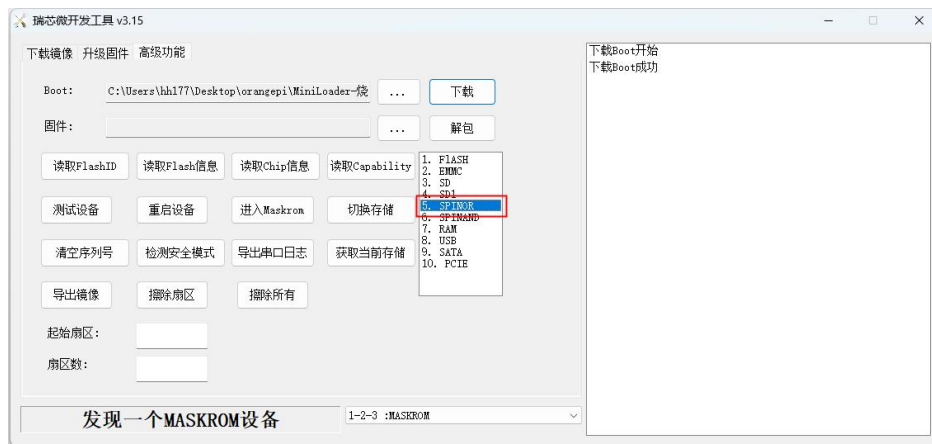 瑞芯微开发工具 v3.15
下载镜像 升级固件 高级功能
Boot: C:\Users\hh177\Desktop\orangepi\MiniLoader-烧 ... 下载
固件: ... 解包
读取FlashID 读取Flash信息 读取Chip信息 读取Capability
测试设备 重启设备 进入Maskrom 切换存储
清空序列号 检测安全模式 导出串口日志 获取当前存储
导出镜像 擦除扇区 擦除所有
1. FlASH
2. EMMC
3. SD
4. SD1
5. SPINOR
6. SPINAND
7. RAM
8. USB
9. SATA
10. PCIE
起始扇区:
扇区数:
发现一个MASKROM设备 1-2-3 :MASKROM
下载Boot开始
下载Boot成功